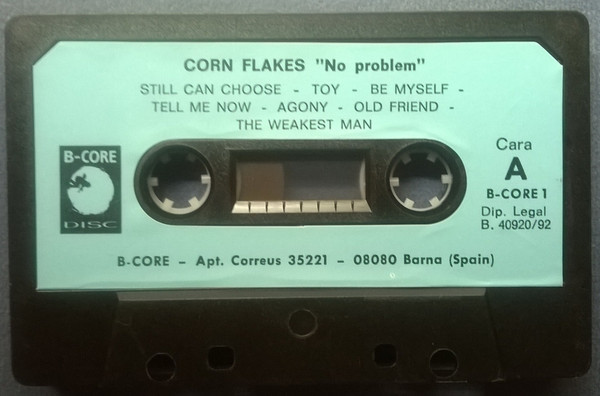 CORN FLAKES "No problem"
STILL CAN CHOOSE - TOY - BE MYSELF -
TELL ME NOW - AGONY - OLD FRIEND -
THE WEAKEST MAN
B-CORE
DISC
Cara
A
B-CORE 1
Dip. Legal
B. 40920/92
B-CORE – Apt. Correus 35221 – 08080 Barna (Spain)